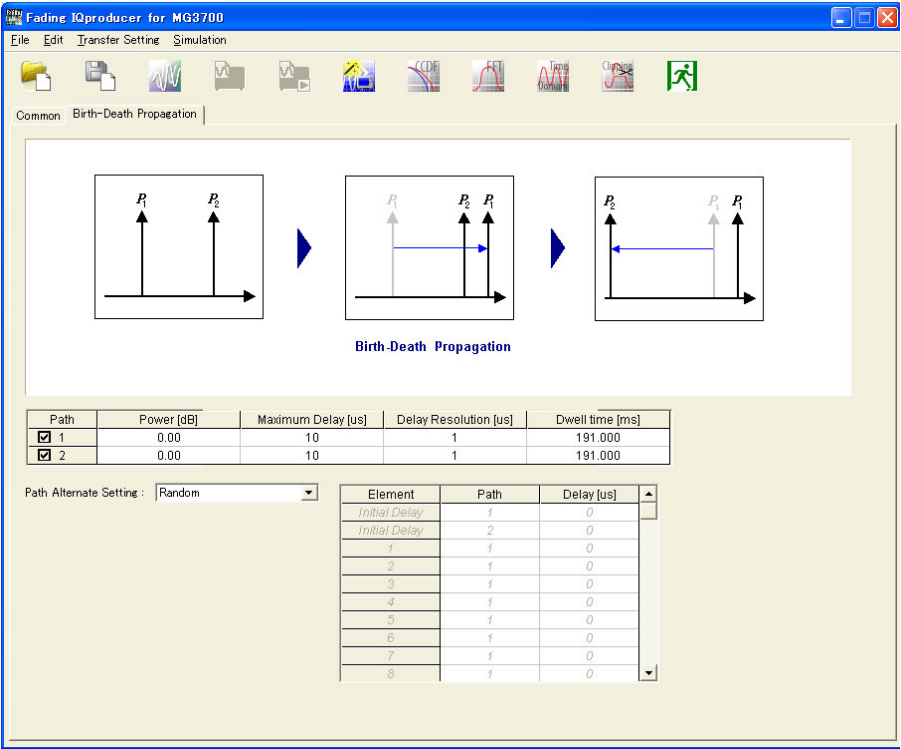 Fading IQproducer for MG3700
File Edit Transfer Setting Simulation
CCDF FFT Time Domain Clipping
Common Birth-Death Propagation
P1 P2 P1 P2 P1 P2 P1 P1
Birth-Death Propagation
Path Power [dB] Maximum Delay [us] Delay Resolution [us] Dwell time [ms]
1 0.00 10 1 191.000
2 0.00 10 1 191.000
Path Alternate Setting : Random
Element Path Delay [us]
Initial Delay 1 0
Initial Delay 2 0
1 1 0
2 1 0
3 1 0
4 1 0
5 1 0
6 1 0
7 1 0
8 1 0